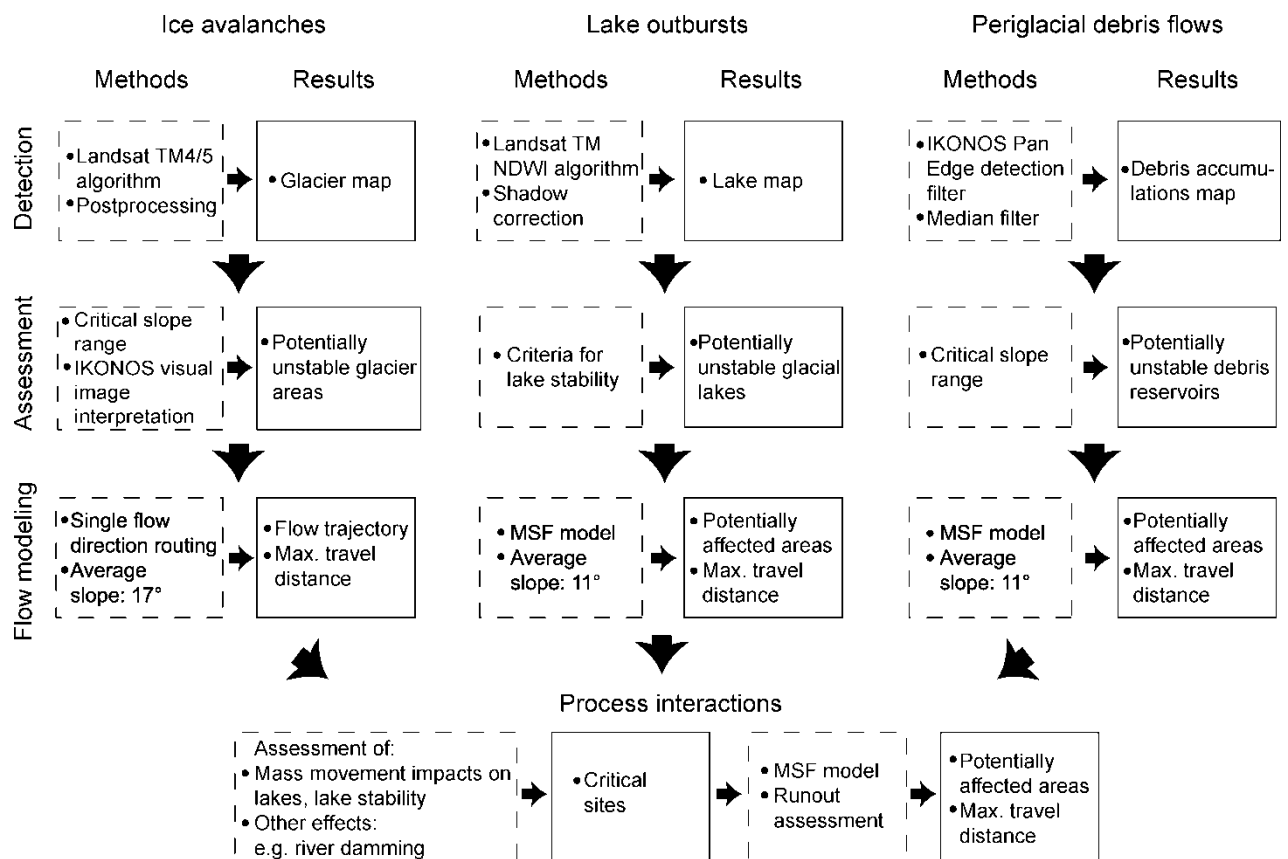 Ice avalanches
Lake outbursts
Periglacial debris flows
Methods
Results
Methods
Results
Methods
Results
Detection
• Landsat TM4/5
algorithm
• Postprocessing
• Glacier map
• Landsat TM
NDWI algorithm
• Shadow
correction
• Lake map
• IKONOS Pan
Edge detection
filter
• Median filter
• Debris accumu-
lations map
Assessment
• Critical slope
range
• IKONOS visual
image
interpretation
• Potentially
unstable glacier
areas
• Criteria for
lake stability
• Potentially
unstable glacial
lakes
• Critical slope
range
• Potentially
unstable debris
reservoirs
Flow modeling
• Single flow
direction routing
• Average
slope: 17°
• Flow trajectory
• Max. travel
distance
• MSF model
• Average
slope: 11°
• Potentially
affected areas
• Max. travel
distance
• MSF model
• Average
slope: 11°
• Potentially
affected areas
• Max. travel
distance
Process interactions
Assessment of:
• Mass movement impacts on
lakes, lake stability
• Other effects:
e.g. river damming
• Critical
sites
• MSF model
• Runout
assessment
• Potentially
affected areas
• Max. travel
distance